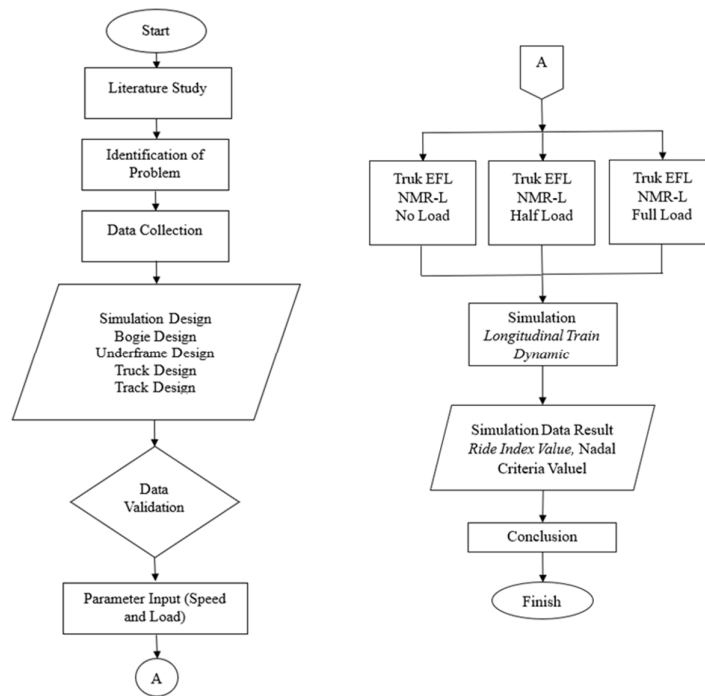 Start
Literature Study
Identification of
Problem
Data Collection
Simulation Design
Bogie Design
Underframe Design
Truck Design
Track Design
Data
Validation
Parameter Input (Speed
and Load)
A
A
Truk EFL
NMR-L
No Load
Truk EFL
NMR-L
Half Load
Truk EFL
NMR-L
Full Load
Simulation
Longitudinal Train
Dynamic
Simulation Data Result
Ride Index Value, Nadal
Criteria Valuel
Conclusion
Finish